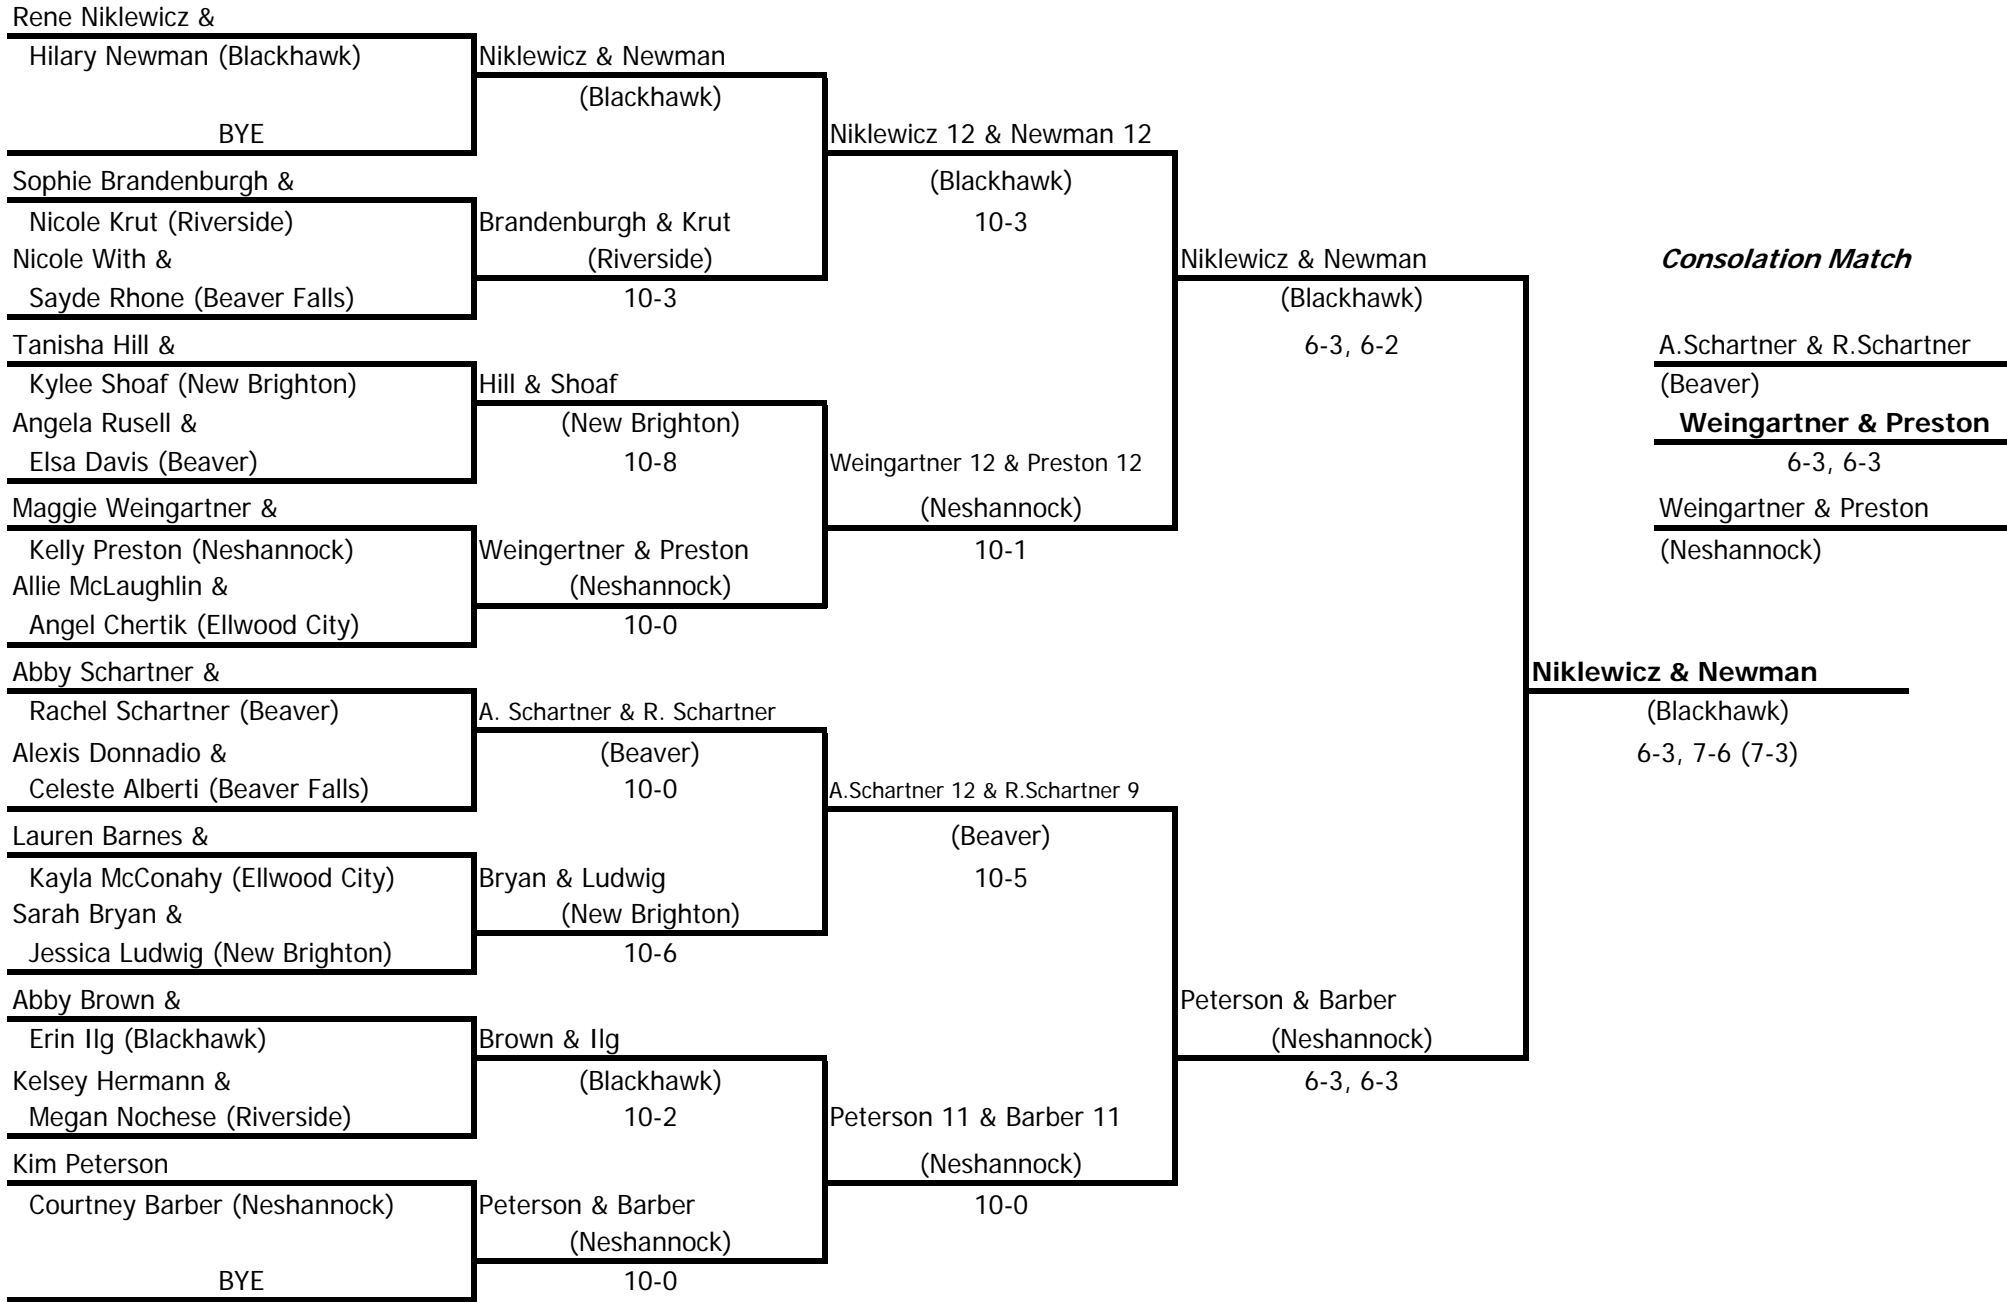 Rene Niklewicz &
Hilary Newman (Blackhawk)
BYE
Sophie Brandenburgh &
Nicole Krut (Riverside)
Nicole With &
Sayde Rhone (Beaver Falls)
Tanisha Hill &
Kylee Shoaf (New Brighton)
Angela Rusell &
Elsa Davis (Beaver)
Maggie Weingartner &
Kelly Preston (Neshannock)
Allie McLaughlin &
Angel Chertik (Ellwood City)
Abby Schartner &
Rachel Schartner (Beaver)
Alexis Donnadio &
Celeste Alberti (Beaver Falls)
Lauren Barnes &
Kayla McConahy (Ellwood City)
Sarah Bryan &
Jessica Ludwig (New Brighton)
Abby Brown &
Erin Ilg (Blackhawk)
Kelsey Hermann &
Megan Nochese (Riverside)
Kim Peterson
Courtney Barber (Neshannock)
BYE
Niklewicz & Newman
(Blackhawk)
Brandenburgh & Krut
(Riverside)
10-3
Hill & Shoaf
(New Brighton)
10-8
Weingertner & Preston
(Neshannock)
10-0
A. Schartner & R. Schartner
(Beaver)
10-0
Bryan & Ludwig
(New Brighton)
10-6
Brown & Ilg
(Blackhawk)
10-2
Peterson & Barber
(Neshannock)
10-0
Niklewicz 12 & Newman 12
(Blackhawk)
10-3
Weingartner 12 & Preston 12
(Neshannock)
10-1
A.Schartner 12 & R.Schartner 9
(Beaver)
10-5
Peterson 11 & Barber 11
(Neshannock)
10-0
Niklewicz & Newman
(Blackhawk)
6-3, 6-2
Peterson & Barber
(Neshannock)
6-3, 6-3
Niklewicz & Newman
(Blackhawk)
6-3, 7-6 (7-3)
Consolation Match
A.Schartner & R.Schartner
(Beaver)
Weingartner & Preston
6-3, 6-3
Weingartner & Preston
(Neshannock)